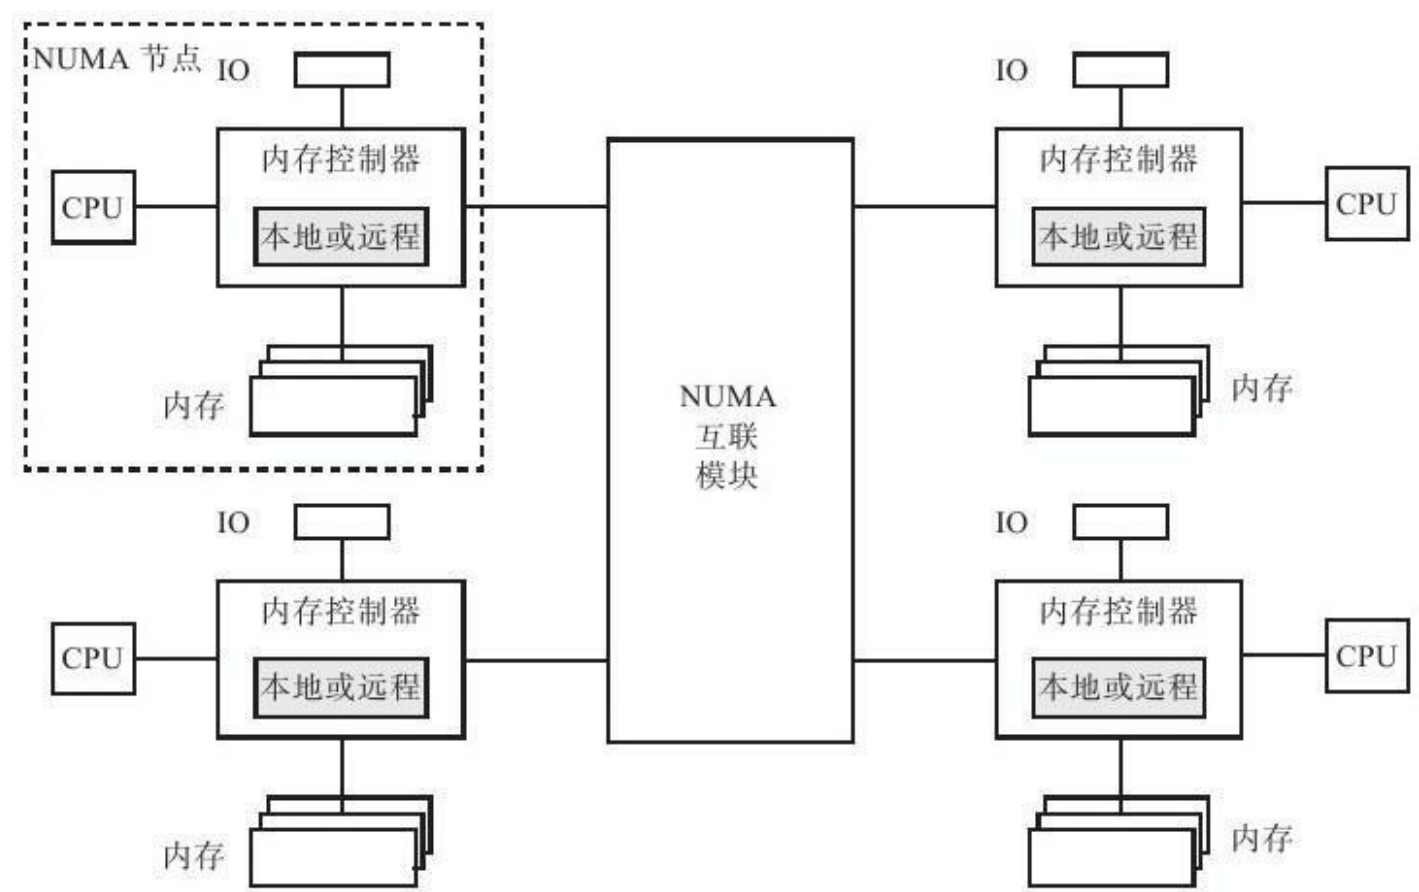 NUMA 节点
IO
内存控制器
CPU
本地或远程
内存
IO
内存控制器
CPU
本地或远程
内存
NUMA
互联
模块
IO
内存控制器
CPU
本地或远程
内存
IO
内存控制器
CPU
本地或远程
内存